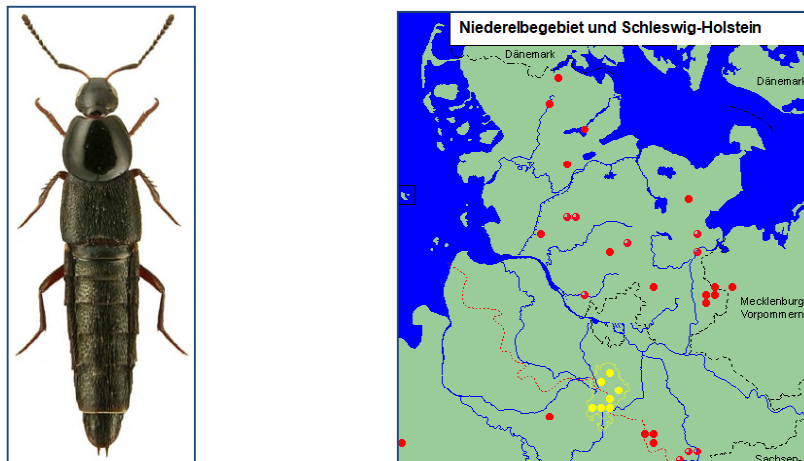 Niederelbegebiet und Schleswig-Holstein
Dänemark
Dänemark
Mecklenburg
Vorpommern
Sachsen-